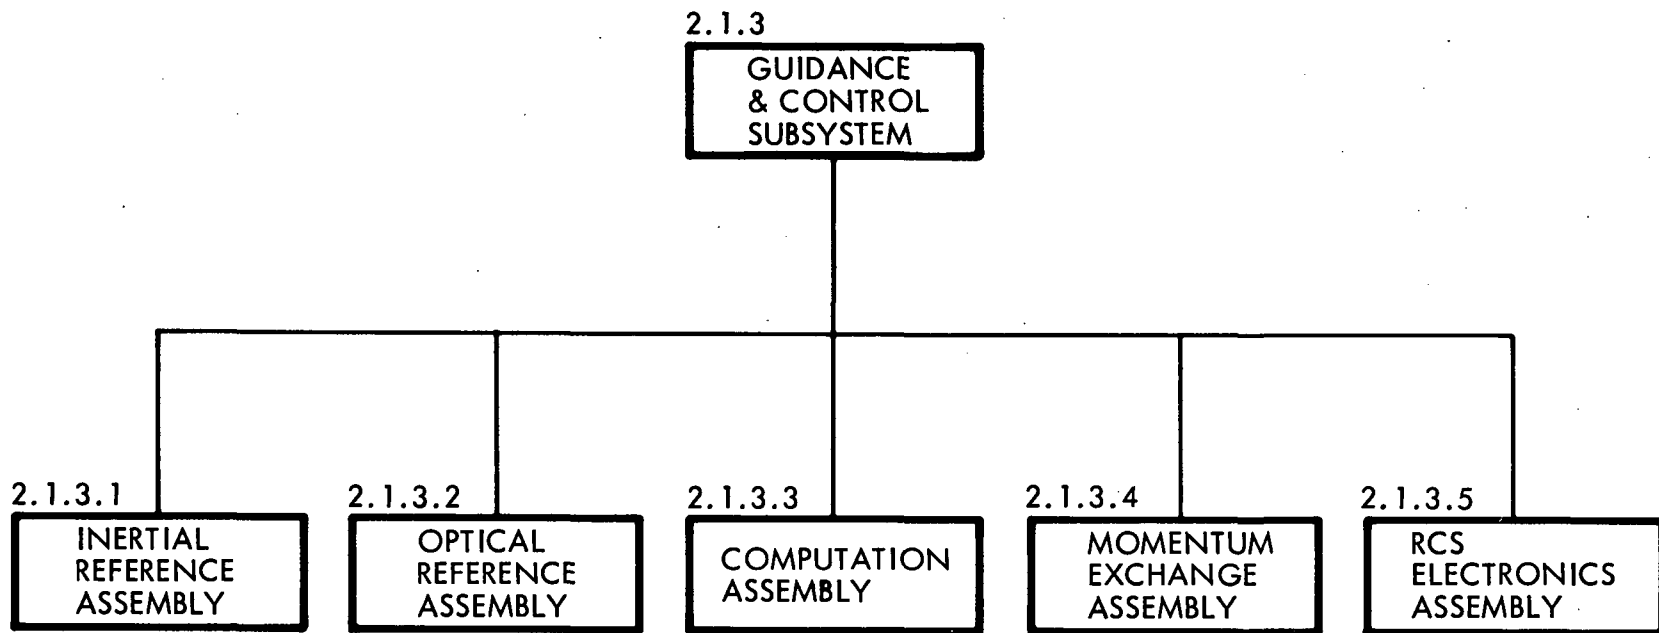 2.1.3
GUIDANCE
& CONTROL
SUBSYSTEM
2.1.3.1
INERTIAL
REFERENCE
ASSEMBLY
2.1.3.2
OPTICAL
REFERENCE
ASSEMBLY
2.1.3.3
COMPUTATION
ASSEMBLY
2.1.3.4
MOMENTUM
EXCHANGE
ASSEMBLY
2.1.3.5
RCS
ELECTRONICS
ASSEMBLY